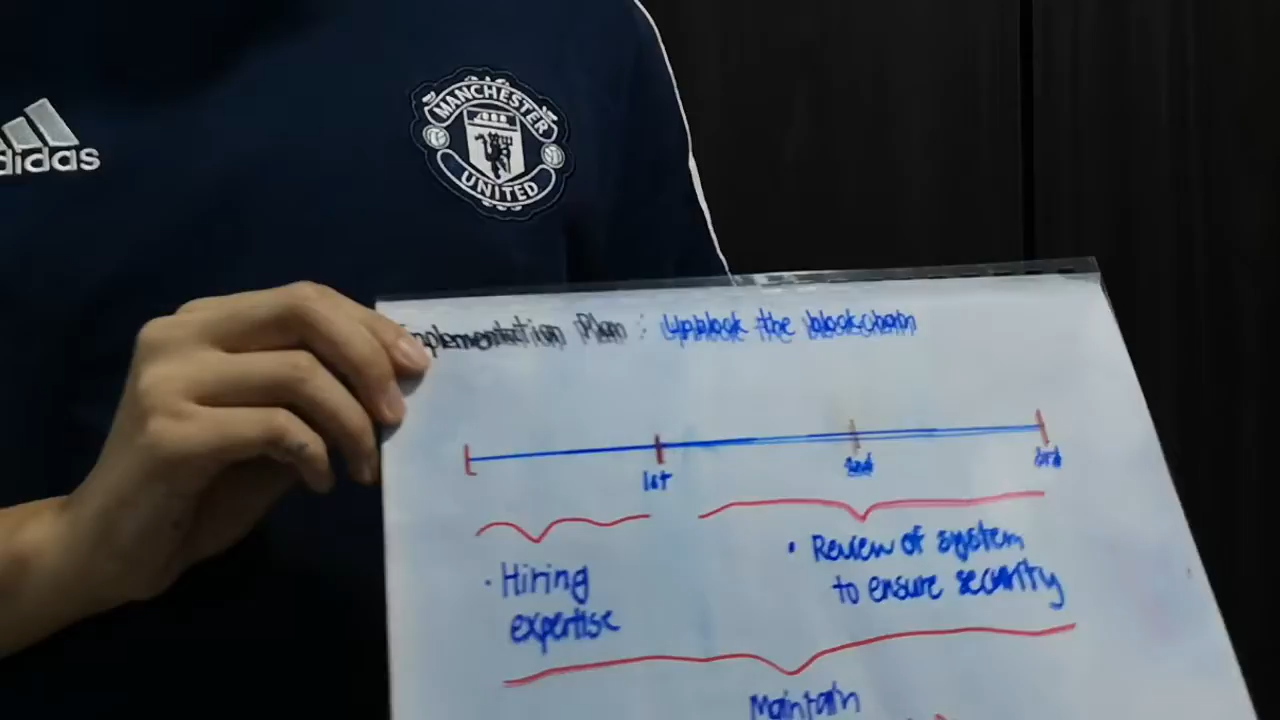 adidas
MANCHESTER
UNITED
Implementation Plan : Upblock the blockchain
1st
2nd
3rd
• Hiring
expertise
• Review of system
to ensure security
Maintain